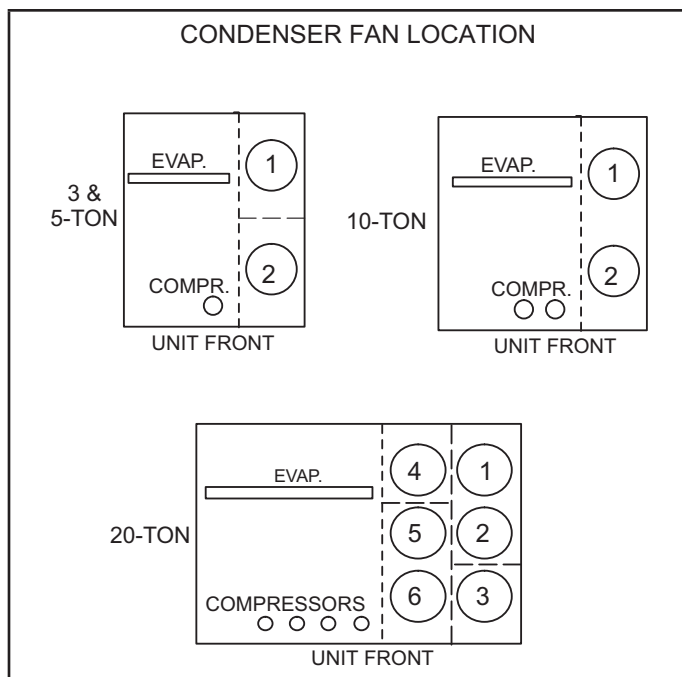 CONDENSER FAN LOCATION
3 &
5-TON
EVAP.
1
2
COMPR.
UNIT FRONT
10-TON
EVAP.
1
2
COMPR.
UNIT FRONT
20-TON
EVAP.
4
1
5
2
6
3
COMPRESSORS
UNIT FRONT